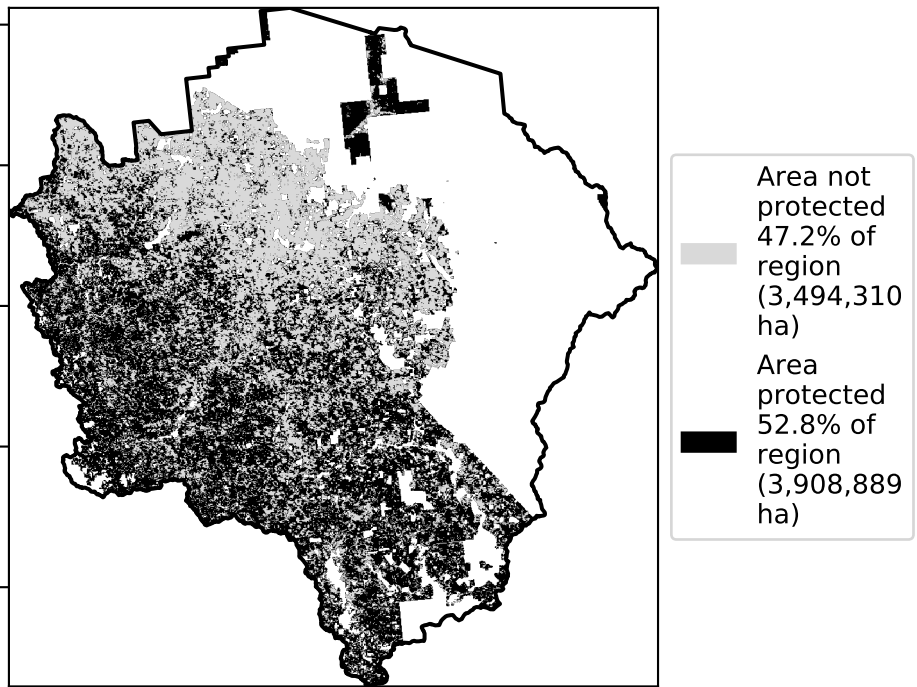 Area not
protected
47.2% of
region
(3,494,310
ha)
Area
protected
52.8% of
region
(3,908,889
ha)